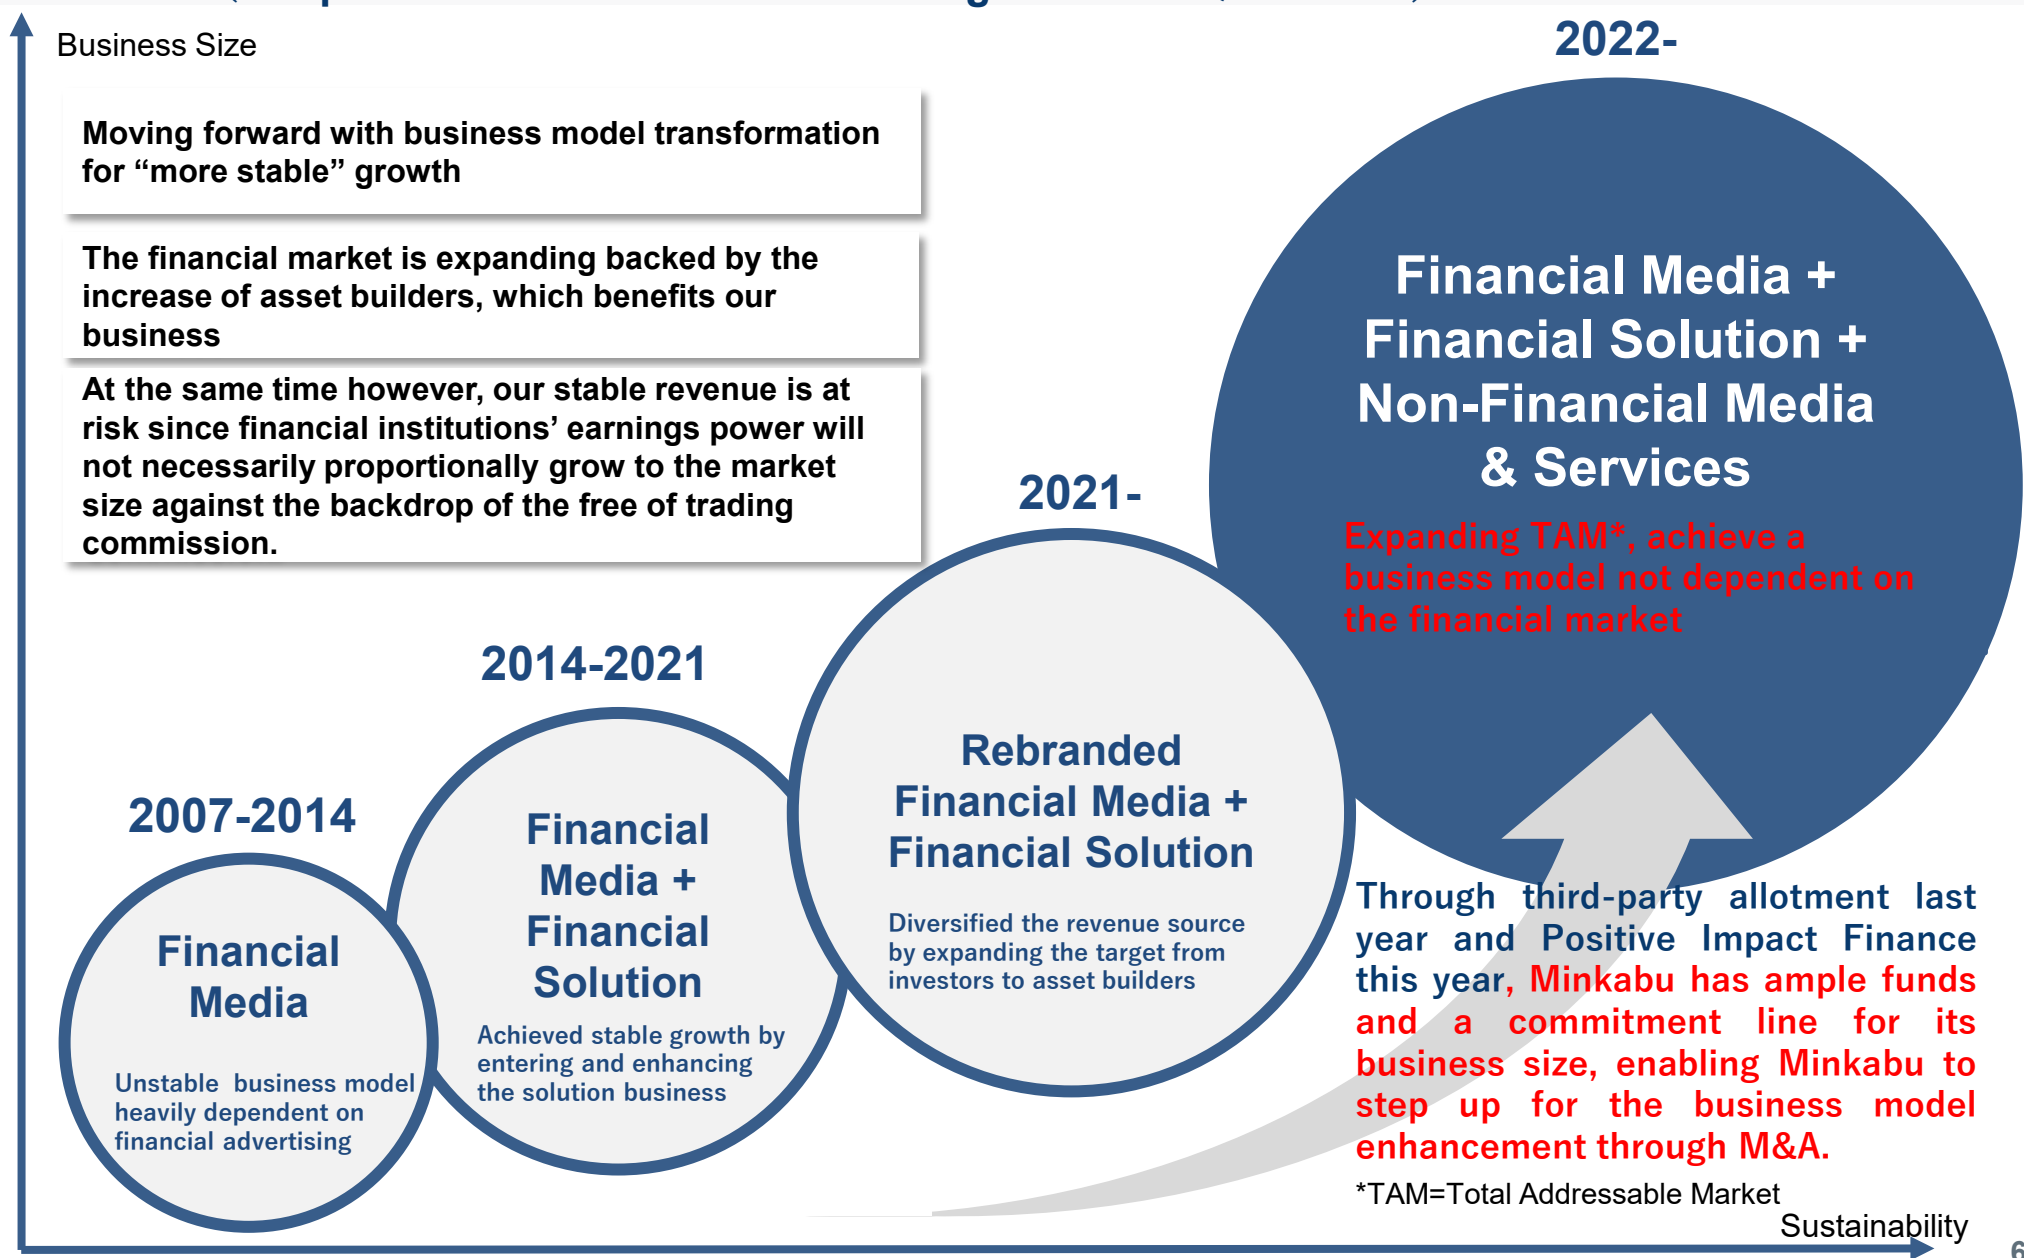 Business Size
2022-
Moving forward with business model transformation
for “more stable” growth
The financial market is expanding backed by the
increase of asset builders, which benefits our
business
At the same time however, our stable revenue is at
risk since financial institutions’ earnings power will
not necessarily proportionally grow to the market
size against the backdrop of the free of trading
commission.
Financial Media +
Financial Solution +
Non-Financial Media
& Services
Expanding TAM*, achieve a
business model not dependent on
the financial market
2021-
Rebranded
Financial Media +
Financial Solution
Diversified the revenue source
by expanding the target from
investors to asset builders
2014-2021
Financial
Media +
Financial
Solution
Achieved stable growth by
entering and enhancing
the solution business
2007-2014
Financial
Media
Unstable business model
heavily dependent on
financial advertising
Through third-party allotment last
year and Positive Impact Finance
this year, Minkabu has ample funds
and a commitment line for its
business size, enabling Minkabu to
step up for the business model
enhancement through M&A.
*TAM=Total Addressable Market
Sustainability
6